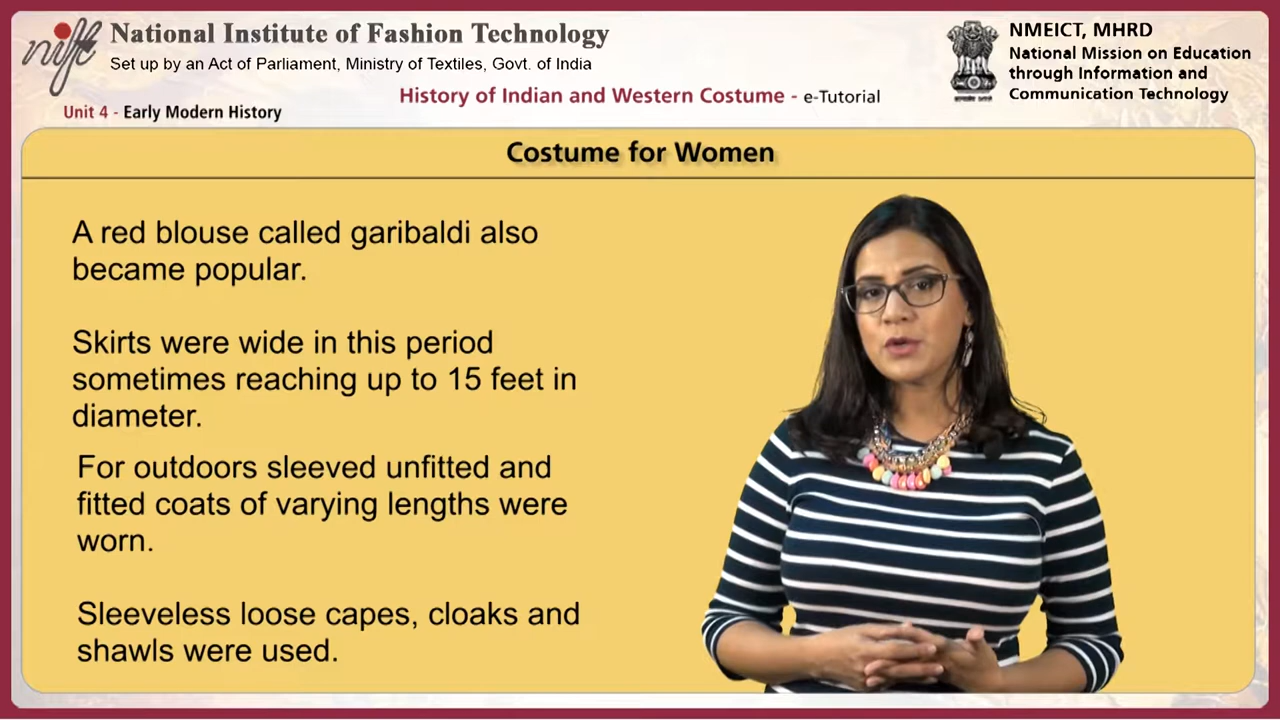 nift
National Institute of Fashion Technology
Set up by an Act of Parliament, Ministry of Textiles, Govt. of India
NMEICT, MHRD
National Mission on Education
through Information and
Communication Technology
History of Indian and Western Costume - e-Tutorial
Unit 4 - Early Modern History
Costume for Women
A red blouse called garibaldi also
became popular.
Skirts were wide in this period
sometimes reaching up to 15 feet in
diameter.
For outdoors sleeved unfitted and
fitted coats of varying lengths were
worn.
Sleeveless loose capes, cloaks and
shawls were used.